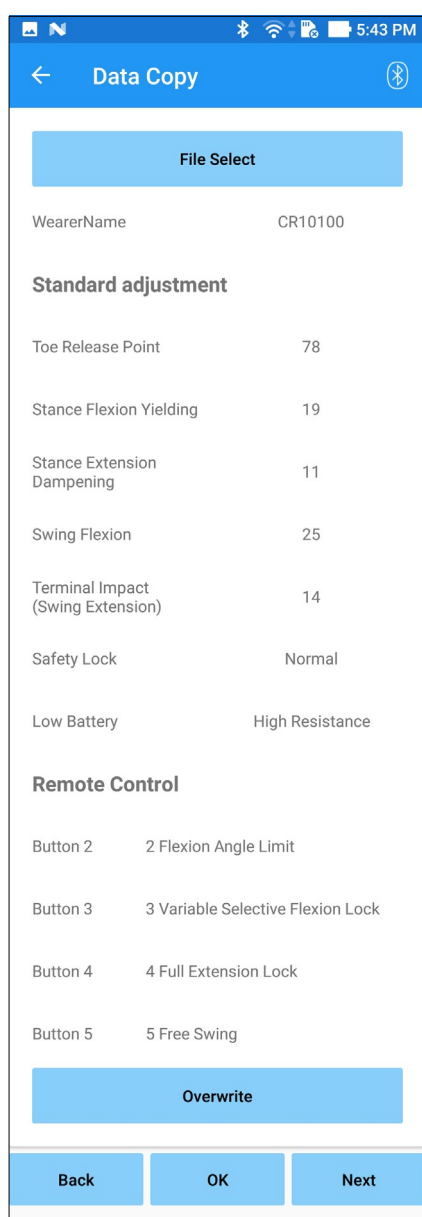 5:43 PM
Data Copy
File Select
WearerName CR10100
Standard adjustment
Toe Release Point 78
Stance Flexion Yielding 19
Stance Extension
Dampening 11
Swing Flexion 25
Terminal Impact
(Swing Extension) 14
Safety Lock Normal
Low Battery High Resistance
Remote Control
Button 2 2 Flexion Angle Limit
Button 3 3 Variable Selective Flexion Lock
Button 4 4 Full Extension Lock
Button 5 5 Free Swing
Overwrite
Back OK Next